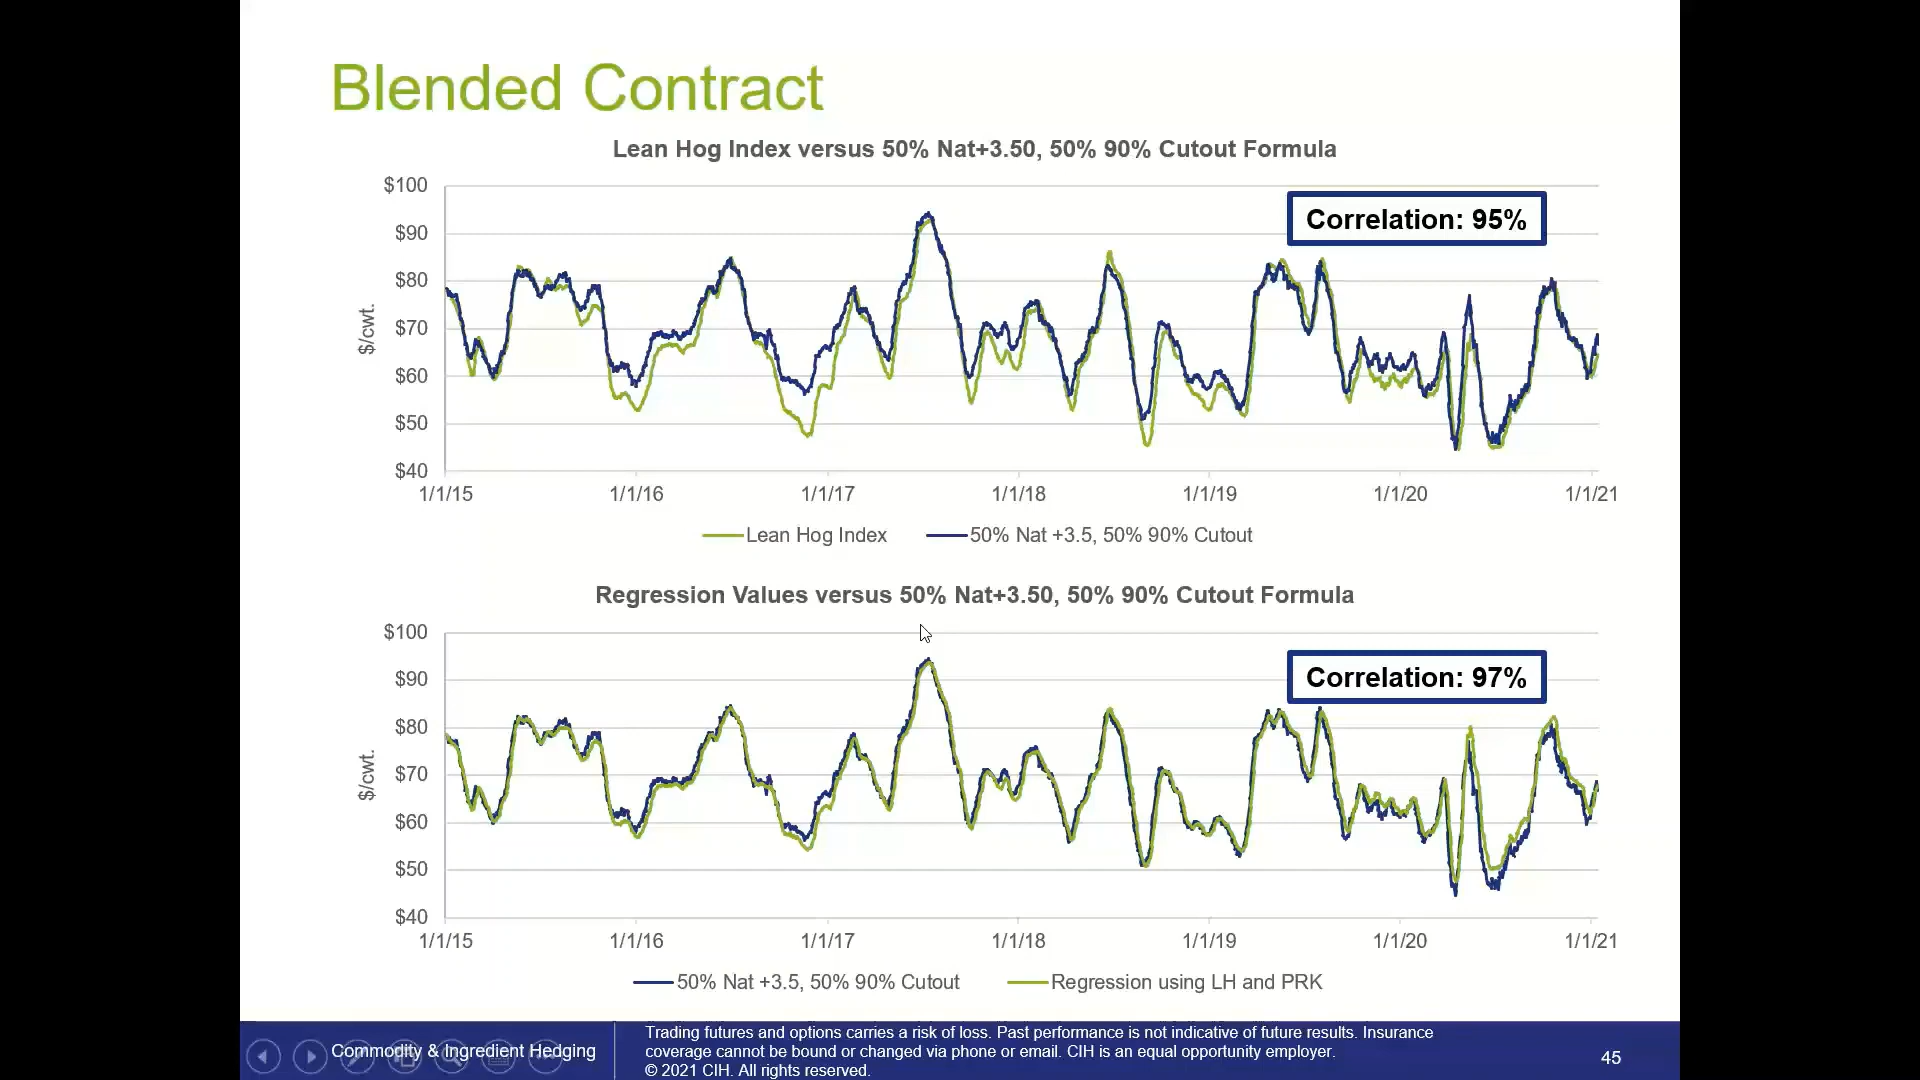 Blended Contract
Lean Hog Index versus 50% Nat+3.50, 50% 90% Cutout Formula
$100
$90
$80
$70
$60
$50
$40
$/cwt.
Correlation: 95%
1/1/15 1/1/16 1/1/17 1/1/18 1/1/19 1/1/20 1/1/21
Lean Hog Index 50% Nat +3.5, 50% 90% Cutout
Regression Values versus 50% Nat+3.50, 50% 90% Cutout Formula
$100
$90
$80
$70
$60
$50
$40
$/cwt.
Correlation: 97%
1/1/15 1/1/16 1/1/17 1/1/18 1/1/19 1/1/20 1/1/21
50% Nat +3.5, 50% 90% Cutout Regression using LH and PRK
Commodity & Ingredient Hedging
Trading futures and options carries a risk of loss. Past performance is not indicative of future results. Insurance
coverage cannot be bound or changed via phone or email. CIH is an equal opportunity employer.
© 2021 CIH. All rights reserved.
45